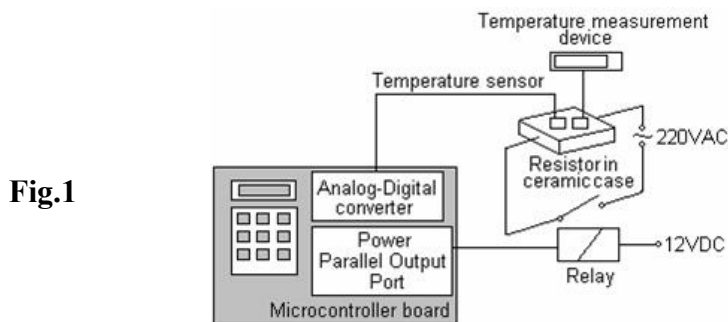 Temperature measurement
device
Temperature sensor
220VAC
Resistor in
ceramic case
Fig.1
Analog-Digital
converter
Power
Parallel Output
Port
12VDC
Relay
Microcontroller board